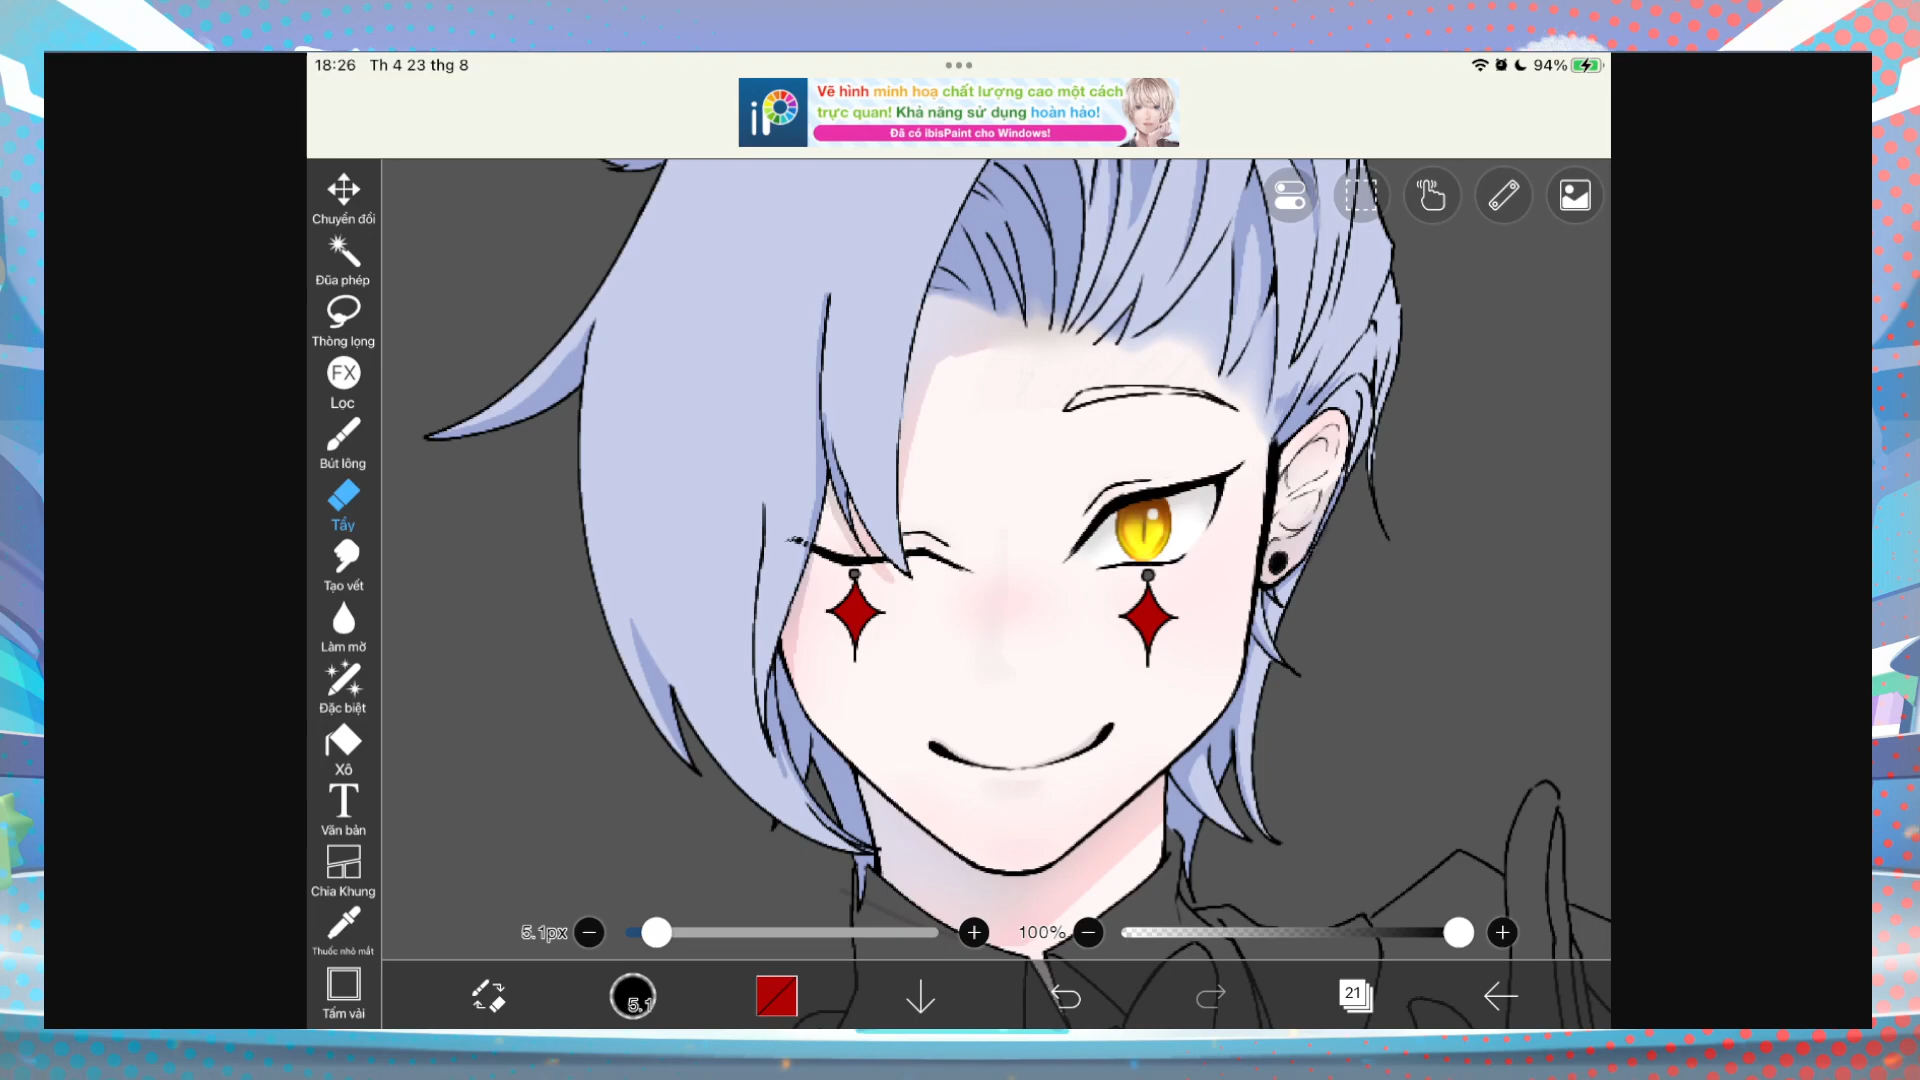 18:26 Th 4 23 thg 8
94%
iP
Vẽ hình minh hoạ chất lượng cao một cách
trực quan! Khả năng sử dụng hoàn hảo!
Đã có ibisPaint cho Windows!
Chuyển đổi
Đũa phép
Thòng lọng
FX
Lọc
Bút lông
Tẩy
Tạo vết
Làm mờ
Đặc biệt
Xô
T
Văn bản
Chia Khung
Thuốc nhỏ mắt
Tấm vải
5.1px
100%
5.1
21